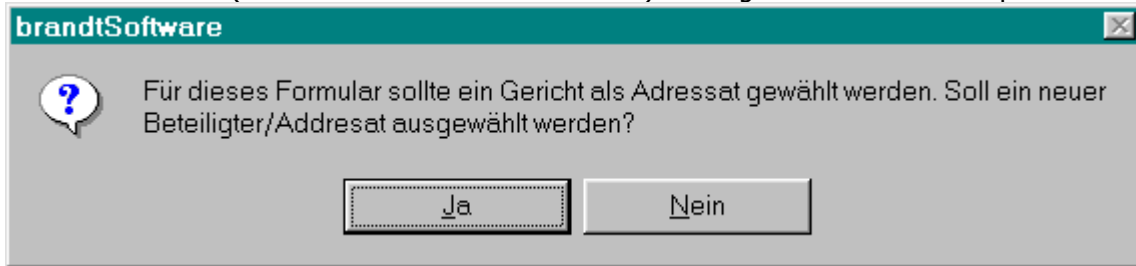 brandtSoftware
Für dieses Formular sollte ein Gericht als Adressat gewählt werden. Soll ein neuer
Beteiligter/Addresat ausgewählt werden?
Ja
Nein